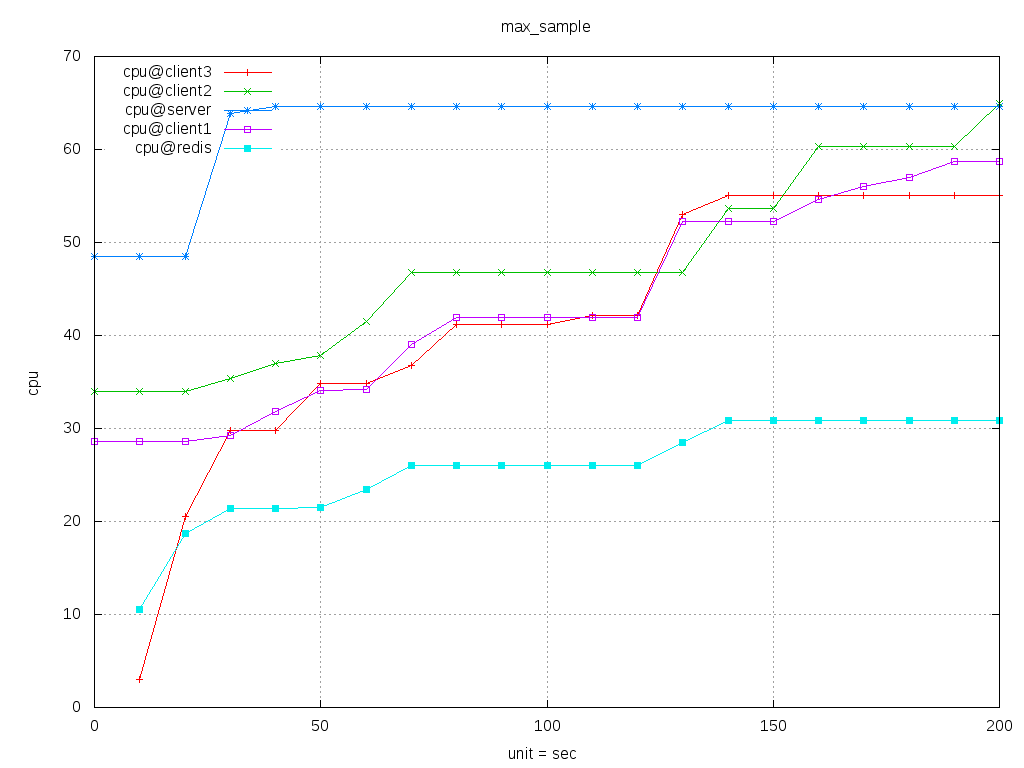 max_sample
70
60
50
40
30
20
10
0
cpu
cpu@client3
cpu@client2
cpu@server
cpu@client1
cpu@redis
0 50 100 150 200
unit = sec